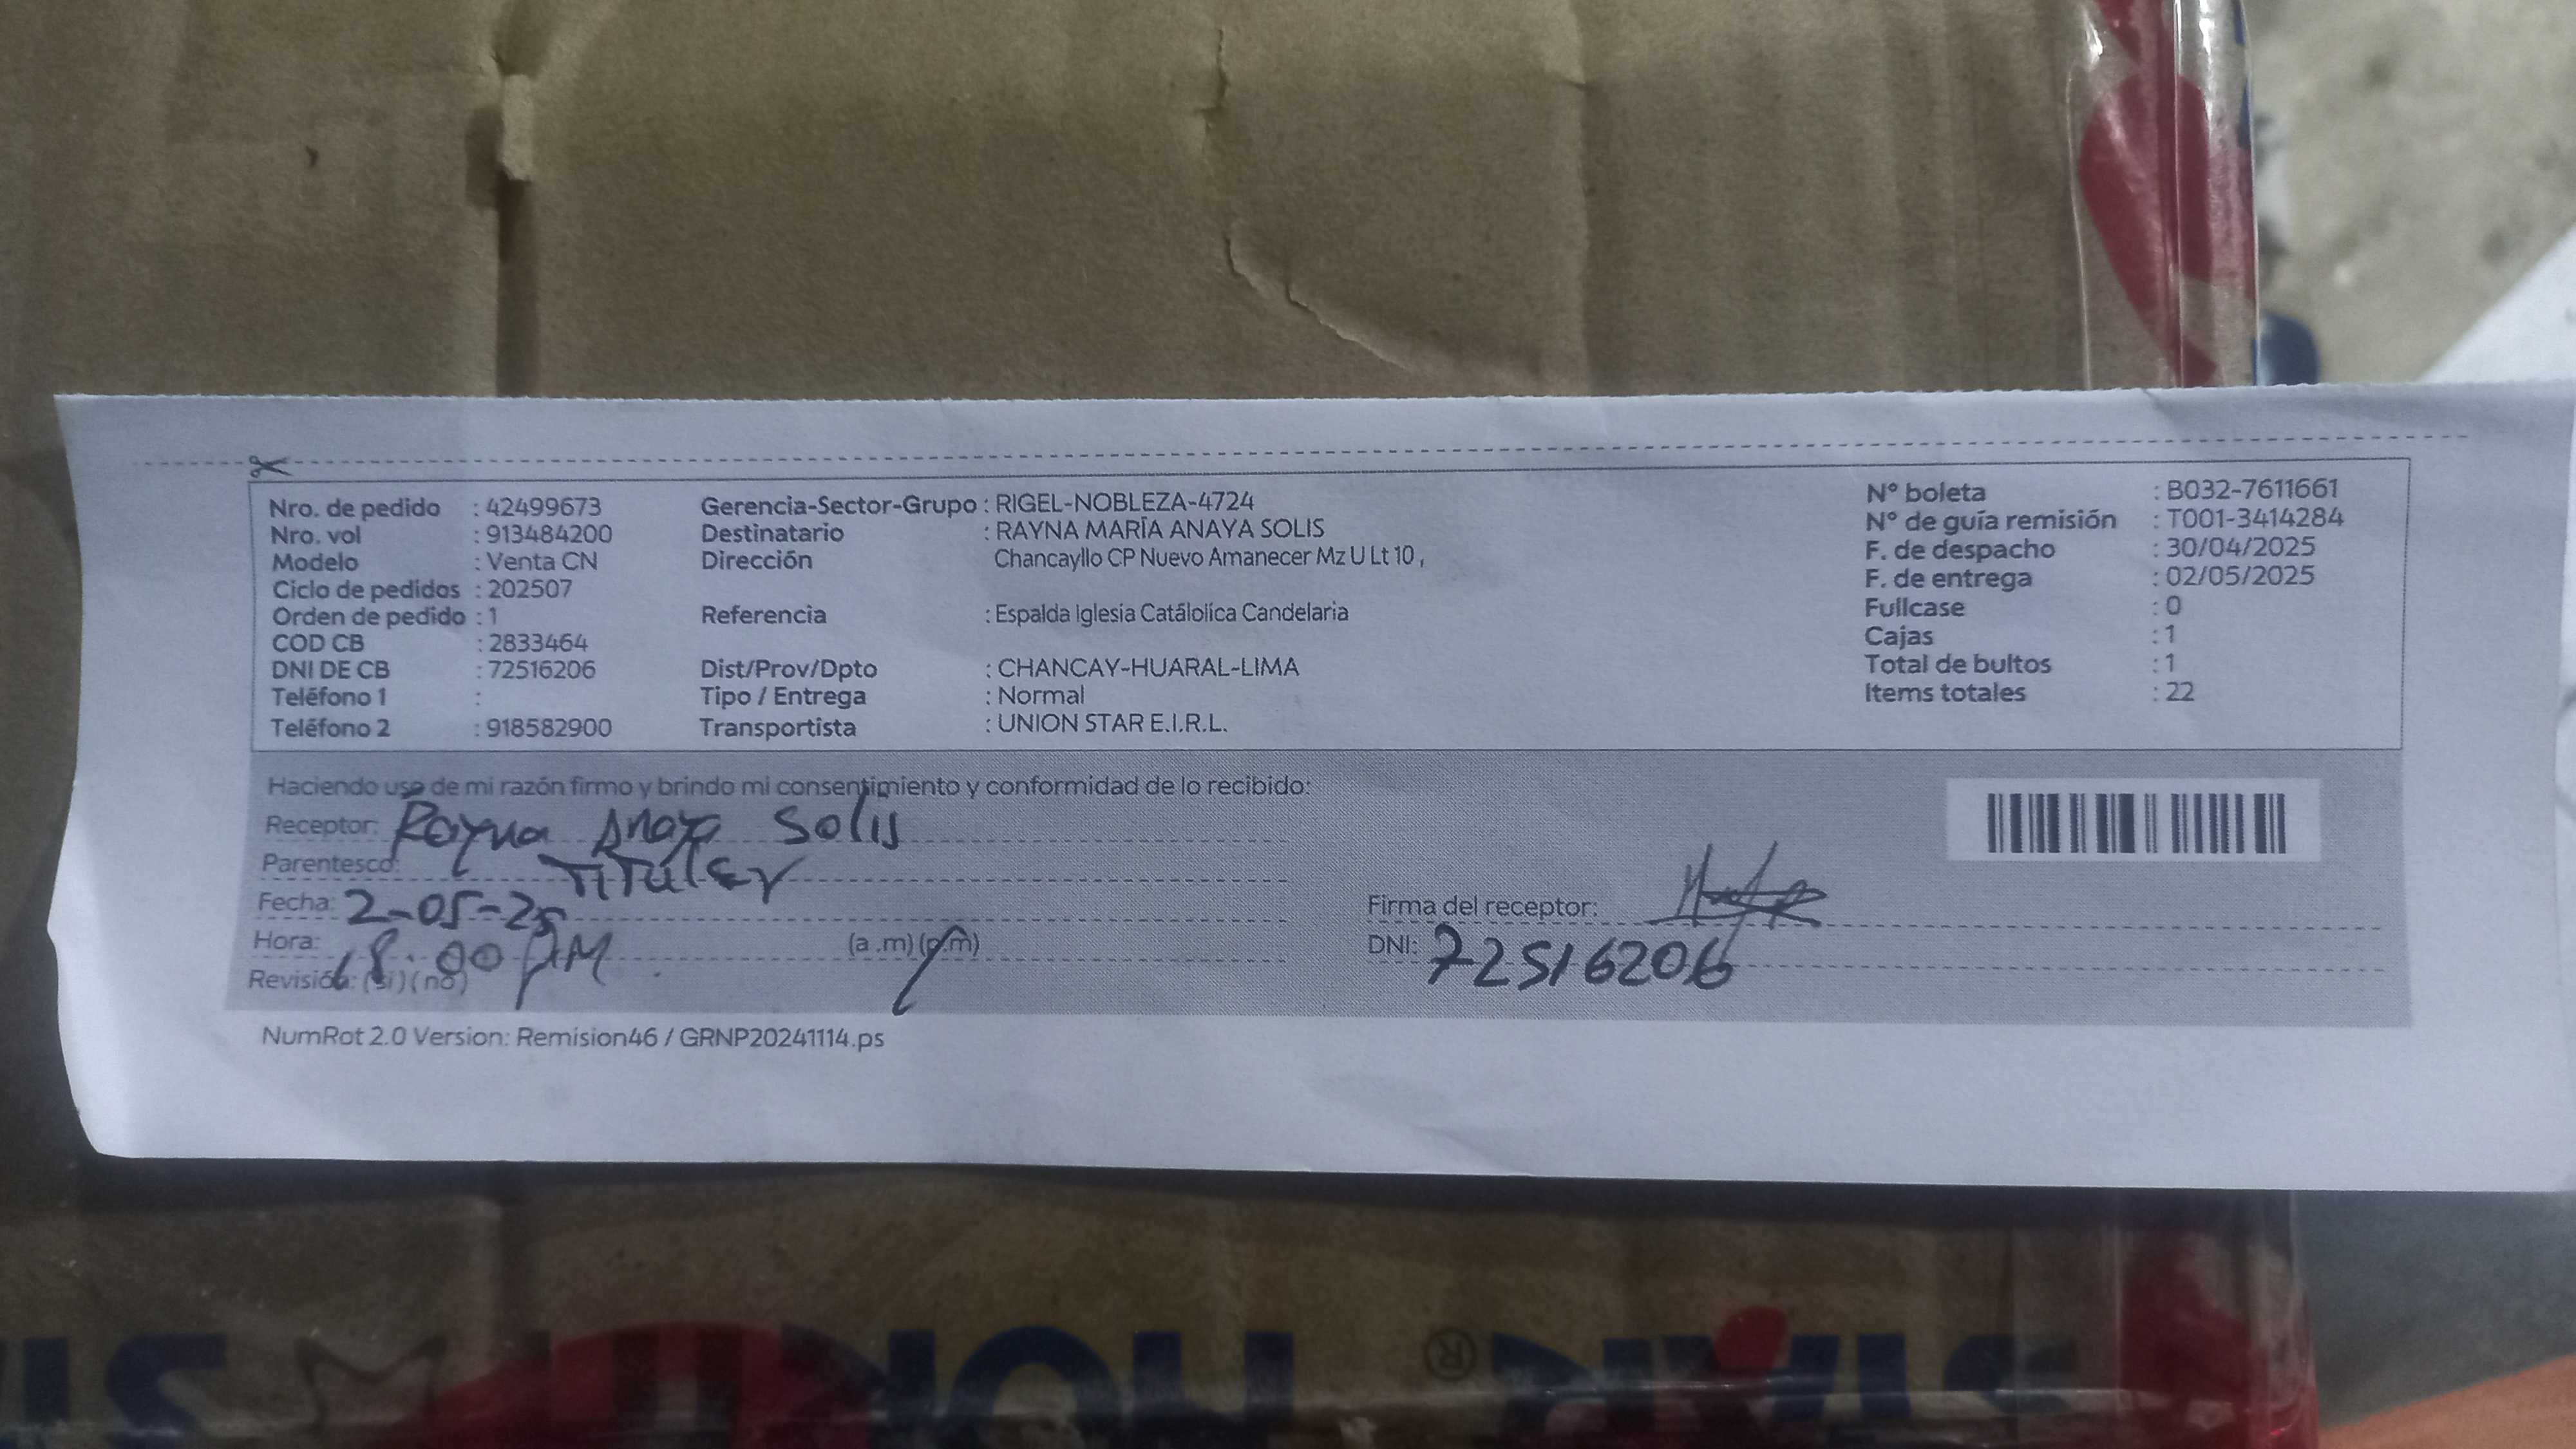 Nro. de pedido : 42499673
Nro. vol : 913484200
Modelo : Venta CN
Ciclo de pedidos : 202507
Orden de pedido : 1
COD CB : 2833464
DNI DE CB : 72516206
Teléfono 1 :
Teléfono 2 : 918582900
Gerencia-Sector-Grupo : RIGEL-NOBLEZA-4724
Destinatario : RAYNA MARÍA ANAYA SOLIS
Dirección Chancayllo CP Nuevo Amanecer Mz U Lt 10 ,
Referencia : Espalda Iglesia Catálolica Candelaria
Dist/Prov/Dpto : CHANCAY-HUARAL-LIMA
Tipo / Entrega : Normal
Transportista : UNION STAR E.I.R.L.
N° boleta : B032-7611661
N° de guía remisión : T001-3414284
F. de despacho : 30/04/2025
F. de entrega : 02/05/2025
Fullcase : 0
Cajas : 1
Total de bultos : 1
Items totales : 22
Haciendo uso de mi razón firmo y brindo mi consentimiento y conformidad de lo recibido:
Receptor: Rayna Anaya Solis
Parentesco: Tituler
Fecha: 2-05-25
Hora: 18:00 PM (a .m) (p.m)
Revisión: (si) (no)
Firma del receptor:
DNI: 72516206
NumRot 2.0 Version: Remision46 / GRNP20241114.ps